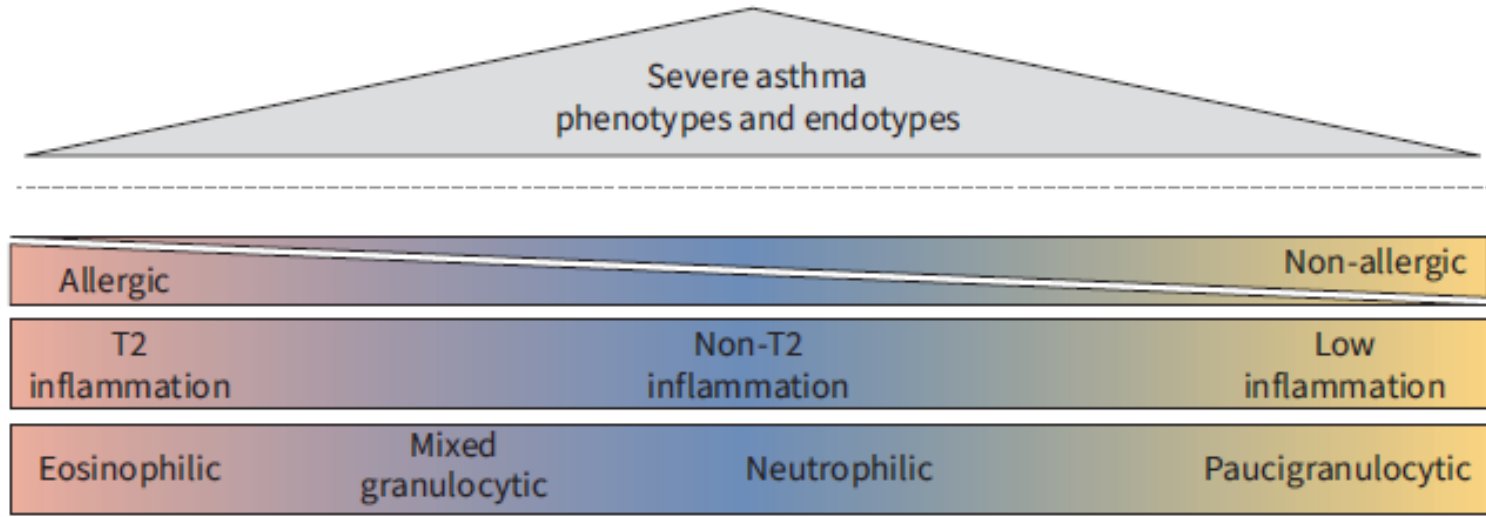 Severe asthma
phenotypes and endotypes
Allergic
Non-allergic
T2
inflammation
Non-T2
inflammation
Low
inflammation
Eosinophilic
Mixed
granulocytic
Neutrophilic
Paucigranulocytic